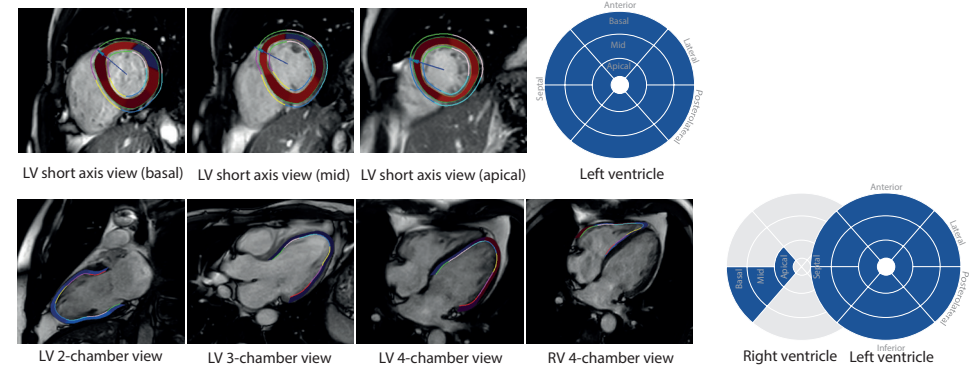 Anterior
Basal
Mid
Apical
Septal
Lateral
Posterolateral
LV short axis view (basal)
LV short axis view (mid)
LV short axis view (apical)
Left ventricle
Anterior
Basal
Mid
Apical
Septal
Lateral
Posterolateral
Inferior
LV 2-chamber view
LV 3-chamber view
LV 4-chamber view
RV 4-chamber view
Right ventricle
Left ventricle